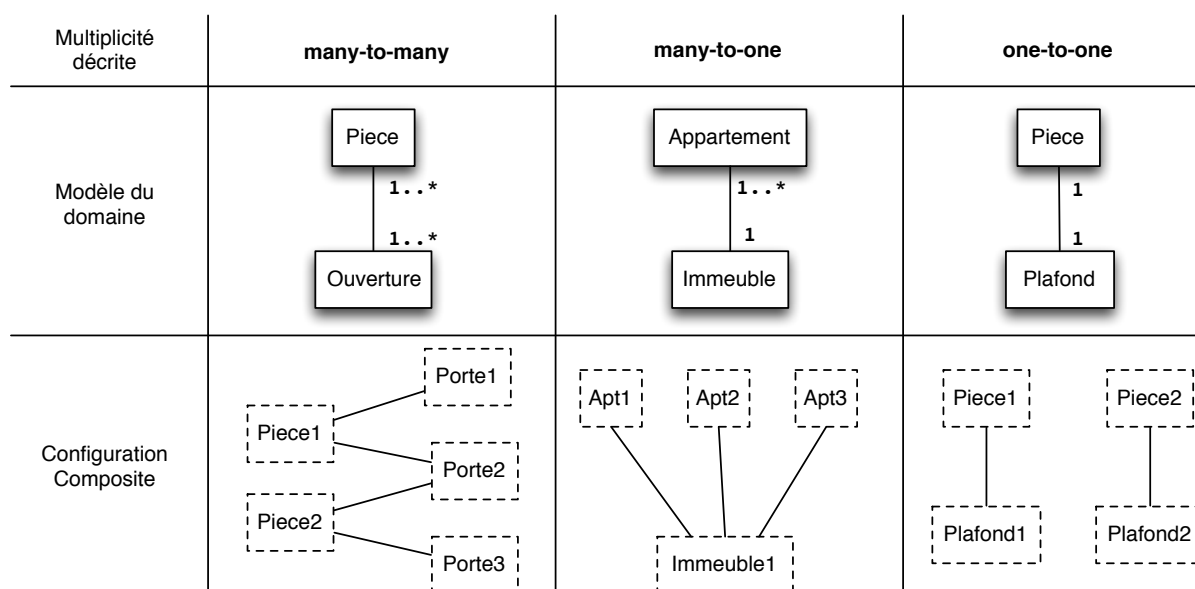 Multiplicité
décrite
many-to-many
many-to-one
one-to-one
Modèle du
domaine
Piece
1..*
1..*
Ouverture
Appartement
1..*
1
Immeuble
Piece
1
1
Plafond
Configuration
Composite
Porte1
Piece1
Porte2
Piece2
Porte3
Apt1
Apt2
Apt3
Immeuble1
Piece1
Piece2
Plafond1
Plafond2